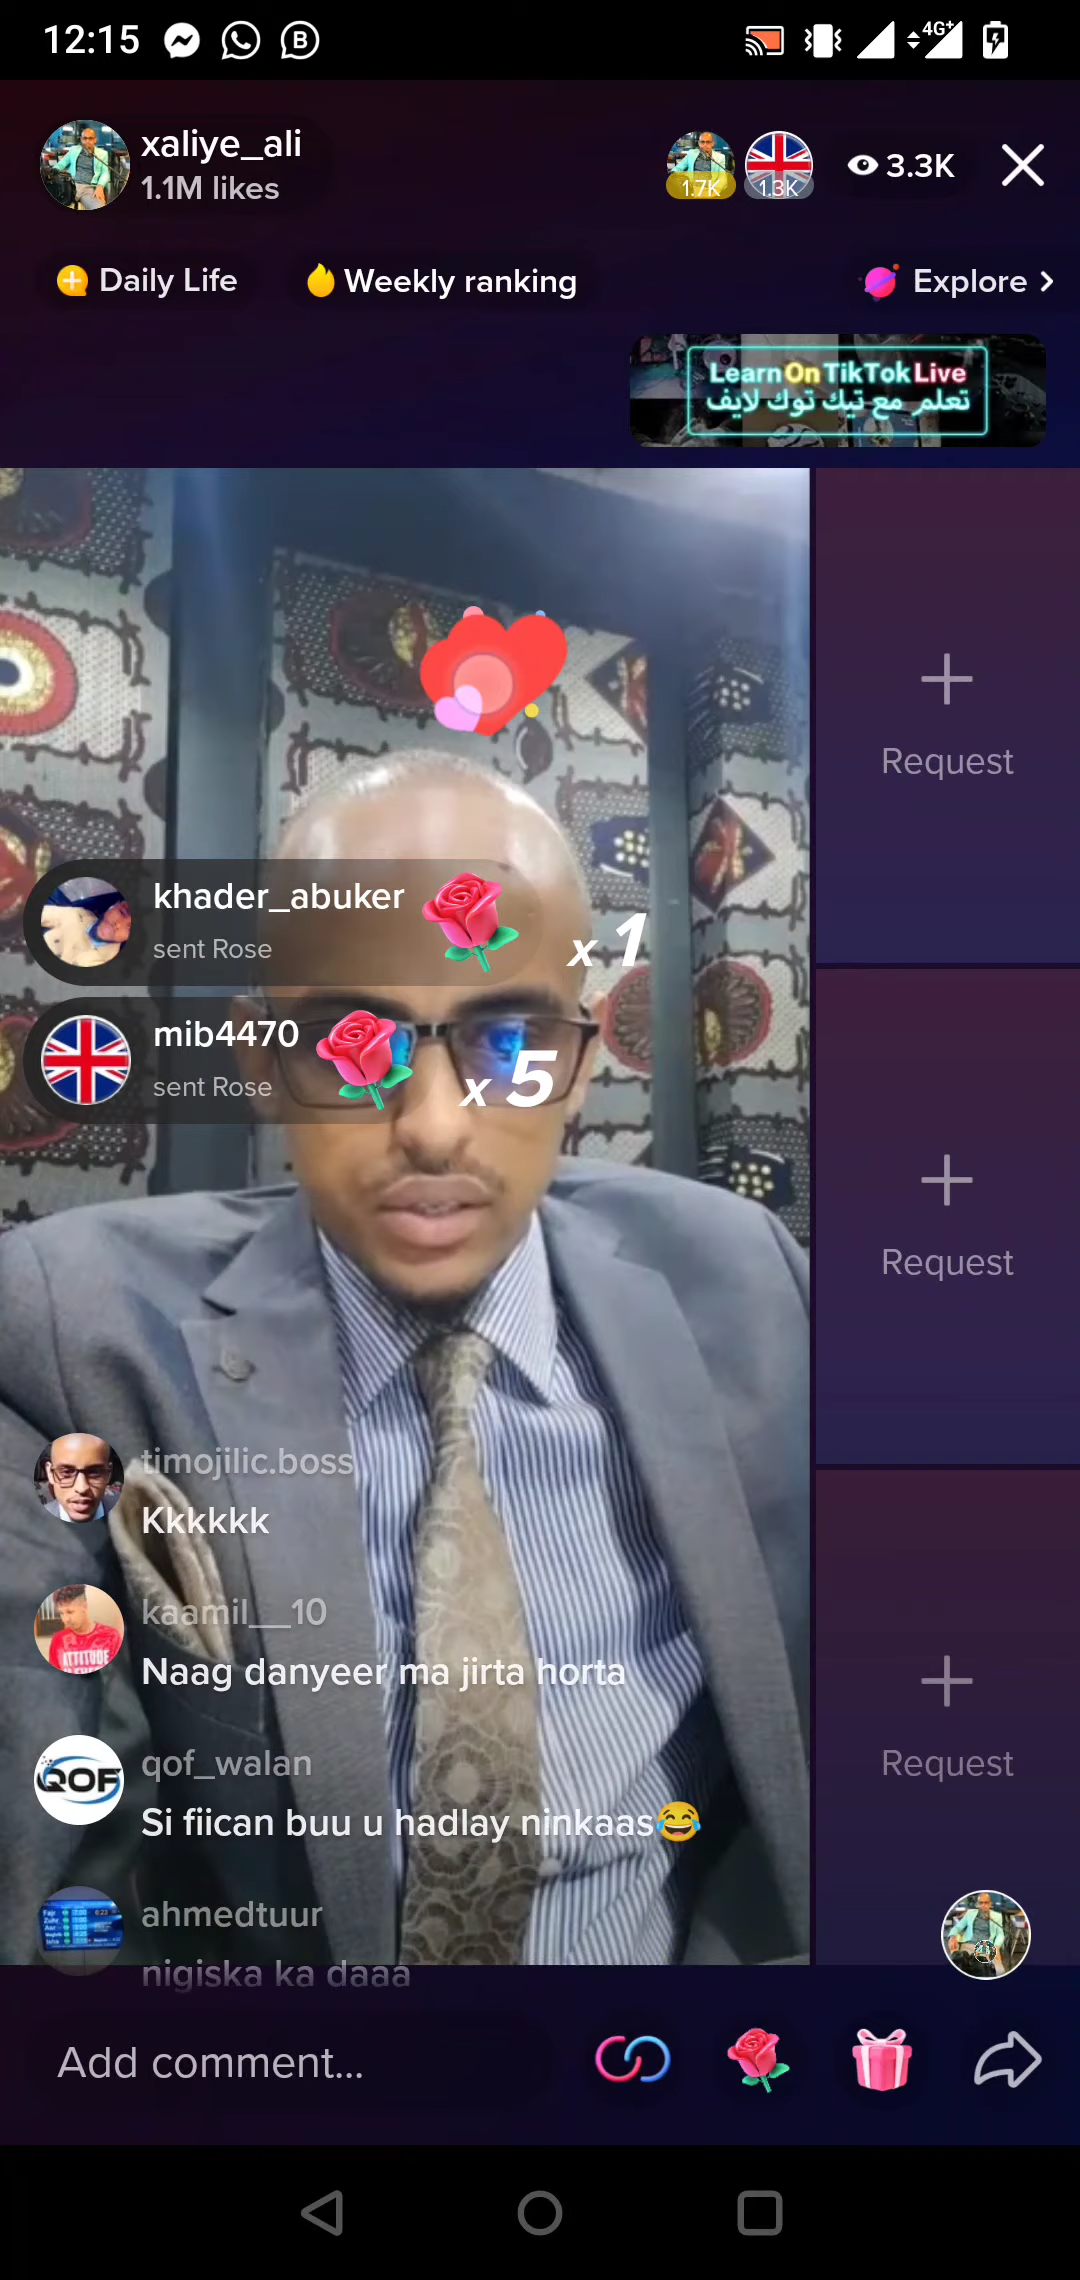 12:15
4G+
xaliye_ali
1.1M likes
1.7K
1.3K
3.3K
Daily Life
Weekly ranking
Explore
Learn On TikTok Live
تعلم مع تيك توك لايف
Request
khader_abuker
sent Rose
x 1
mib4470
sent Rose
x 5
Request
timojilic.boss
Kkkkkk
kaamil__10
ATTITUDE
Naag danyeer ma jirta horta
Request
qof_walan
QOF
Si fiican buu u hadlay ninkaas😂
ahmedtuur
nigiska ka daaa
Add comment...